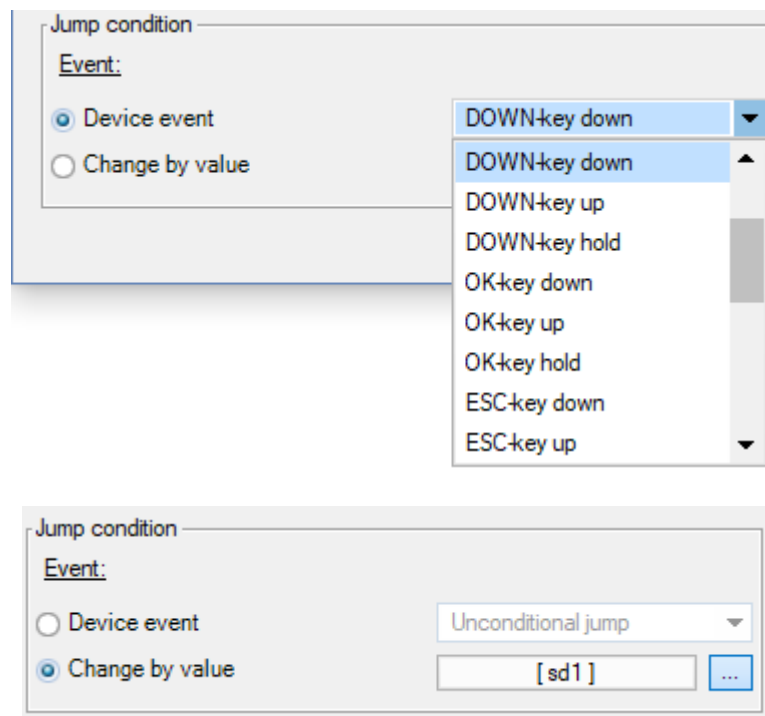 Jump condition
Event:
Device event DOWN-key down
Change by value DOWN-key down
DOWN-key up
DOWN-key hold
OK-key down
OK-key up
OK-key hold
ESC-key down
ESC-key up
Jump condition
Event:
Device event Unconditional jump
Change by value [ sd1 ] ...